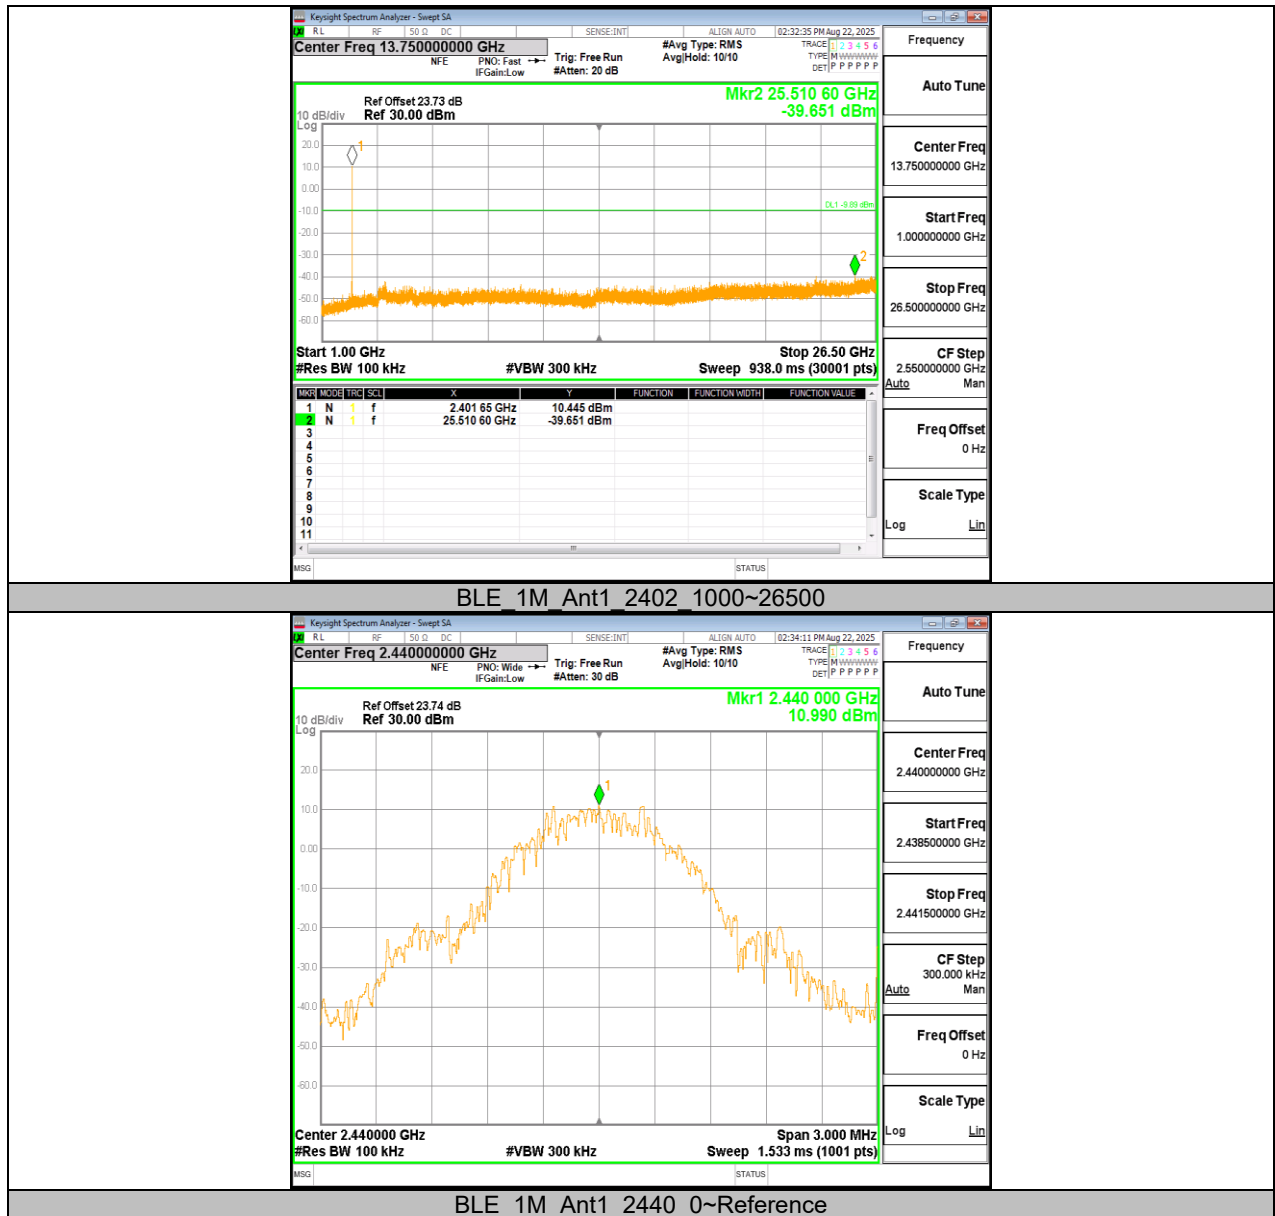 Keysight Spectrum Analyzer - Swept SA
RL RF 50 Ω DC SENSE:INT ALIGN AUTO 02:32:35 PM Aug 22, 2025
Center Freq 13.750000000 GHz
NFE PNO: Fast Trig: Free Run #Avg Type: RMS TRACE 1 2 3 4 5 6
IFGain:Low #Atten: 20 dB Avg|Hold: 10/10 TYPE M WWWWW
DET P P P P P P
Frequency
Auto Tune
Center Freq
13.750000000 GHz
Start Freq
1.000000000 GHz
Stop Freq
26.500000000 GHz
CF Step
2.550000000 GHz
Auto Man
Freq Offset
0 Hz
Scale Type
Log Lin
Mkr2 25.510 60 GHz
-39.651 dBm
Ref Offset 23.73 dB
10 dB/div Ref 30.00 dBm
Log
20.0
10.0
0.00
-10.0
-20.0
-30.0
-40.0
-50.0
-60.0
1
DL1 -9.89 dBm
2
Start 1.00 GHz Stop 26.50 GHz
#Res BW 100 kHz #VBW 300 kHz Sweep 938.0 ms (30001 pts)
MKR MODE TRC SCL X Y FUNCTION FUNCTION WIDTH FUNCTION VALUE
1 N 1 f 2.401 65 GHz 10.445 dBm
2 N 1 f 25.510 60 GHz -39.651 dBm
3
4
5
6
7
8
9
10
11
MSG STATUS
BLE_1M_Ant1_2402_1000~26500
Keysight Spectrum Analyzer - Swept SA
RL RF 50 Ω DC SENSE:INT ALIGN AUTO 02:34:11 PM Aug 22, 2025
Center Freq 2.440000000 GHz
NFE PNO: Wide Trig: Free Run #Avg Type: RMS TRACE 1 2 3 4 5 6
IFGain:Low #Atten: 30 dB Avg|Hold: 10/10 TYPE M WWWWW
DET P P P P P P
Frequency
Auto Tune
Center Freq
2.440000000 GHz
Start Freq
2.438500000 GHz
Stop Freq
2.441500000 GHz
CF Step
300.000 kHz
Auto Man
Freq Offset
0 Hz
Scale Type
Log Lin
Mkr1 2.440 000 GHz
10.990 dBm
Ref Offset 23.74 dB
10 dB/div Ref 30.00 dBm
Log
20.0
10.0
0.00
-10.0
-20.0
-30.0
-40.0
-50.0
-60.0
1
Center 2.440000 GHz Span 3.000 MHz
#Res BW 100 kHz #VBW 300 kHz Sweep 1.533 ms (1001 pts)
MSG STATUS
BLE_1M_Ant1_2440_0~Reference